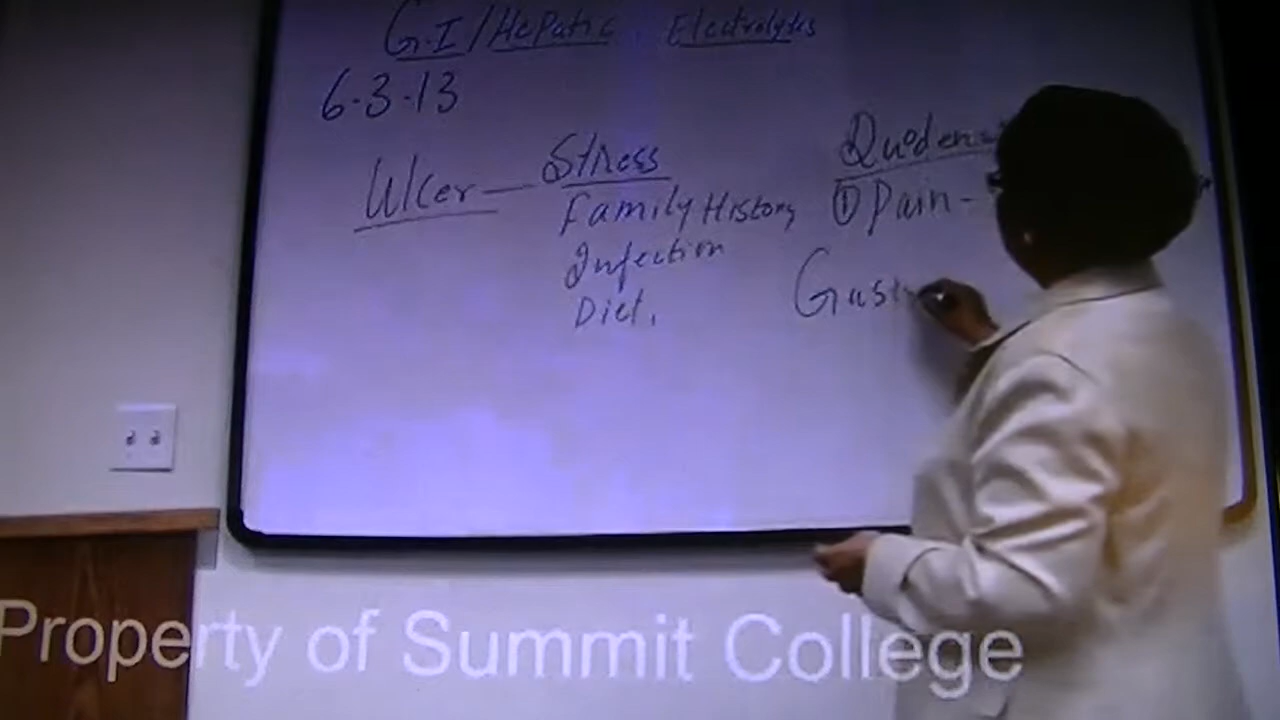 G.I/Hepatic, Electrolytes
6-3-13
Ulcer — Stress
Family History
Infection
Diet,
① Pain -
Property of Summit College